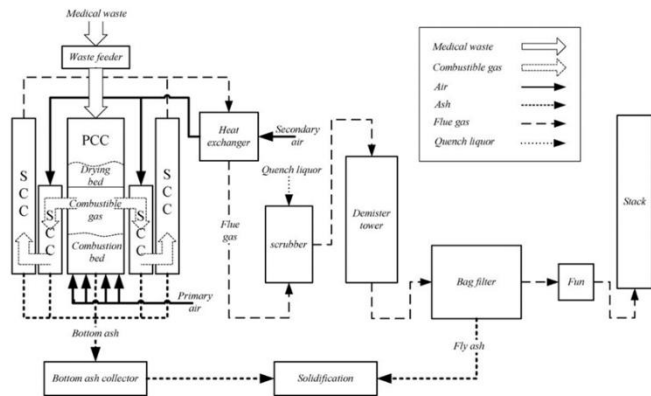 Medical waste
Waste feeder
PCC
Drying
bed
Combustible
gas
Combustion
bed
S
C
C
S
C
C
S
C
C
S
C
C
Heat
exchanger
Secondary
air
Primary
air
Flue
gas
Quench liquor
scrubber
Demister
tower
Bag filter
Fun
Stack
Bottom ash
Bottom ash collector
Solidification
Fly ash
Medical waste
Combustible gas
Air
Ash
Flue gas
Quench liquor